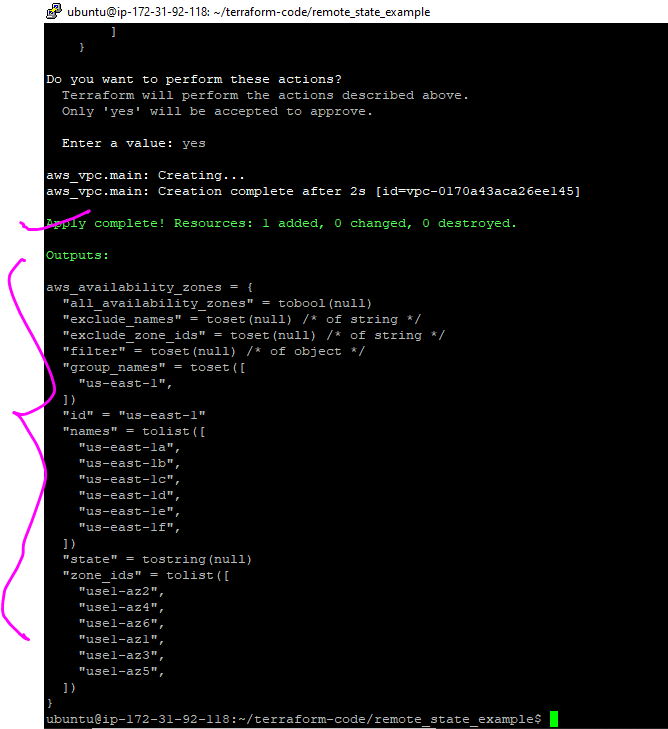 ubuntu@ip-172-31-92-118: ~/terraform-code/remote_state_example
]
}
Do you want to perform these actions?
Terraform will perform the actions described above.
Only 'yes' will be accepted to approve.
Enter a value: yes
aws_vpc.main: Creating...
aws_vpc.main: Creation complete after 2s [id=vpc-0170a43aca26ee145]
Apply complete! Resources: 1 added, 0 changed, 0 destroyed.
Outputs:
aws_availability_zones = {
"all_availability_zones" = tobool(null)
"exclude_names" = toset(null) /* of string */
"exclude_zone_ids" = toset(null) /* of string */
"filter" = toset(null) /* of object */
"group_names" = toset([
"us-east-1",
])
"id" = "us-east-1"
"names" = tolist([
"us-east-1a",
"us-east-1b",
"us-east-1c",
"us-east-1d",
"us-east-1e",
"us-east-1f",
])
"state" = tostring(null)
"zone_ids" = tolist([
"use1-az2",
"use1-az4",
"use1-az6",
"use1-az1",
"use1-az3",
"use1-az5",
])
}
ubuntu@ip-172-31-92-118:~/terraform-code/remote_state_example$